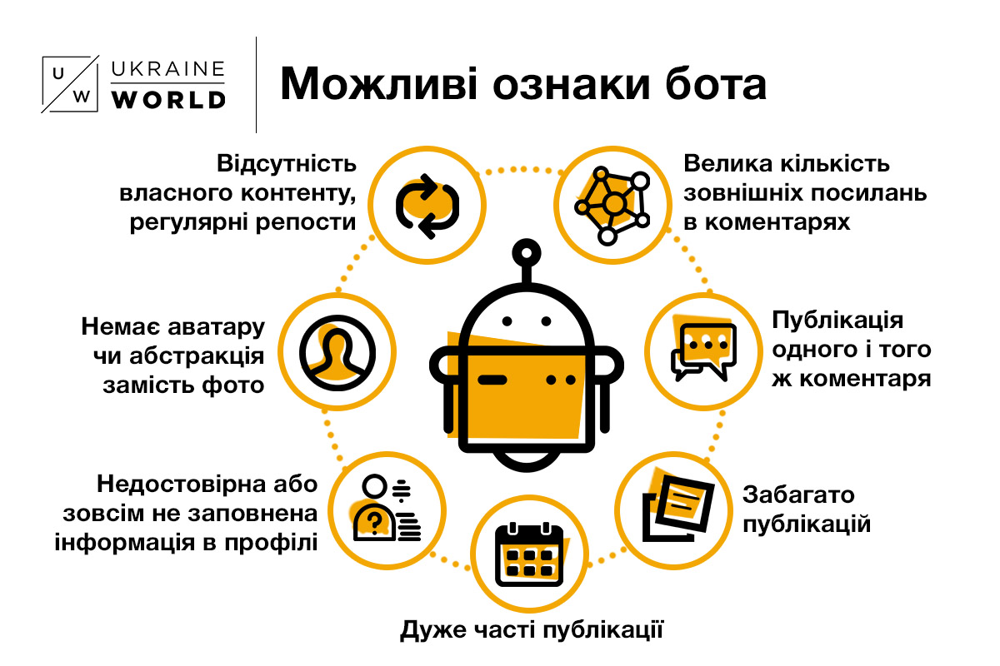 U
W
UKRAINE
WORLD
Можливі ознаки бота
Відсутність
власного контенту,
регулярні репости
Велика кількість
зовнішніх посилань
в коментарях
Немає аватару
чи абстракція
замість фото
Публікація
одного і того
ж коментаря
Недостовірна або
зовсім не заповнена
інформація в профілі
?
Забагато
публікацій
Дуже часті публікації